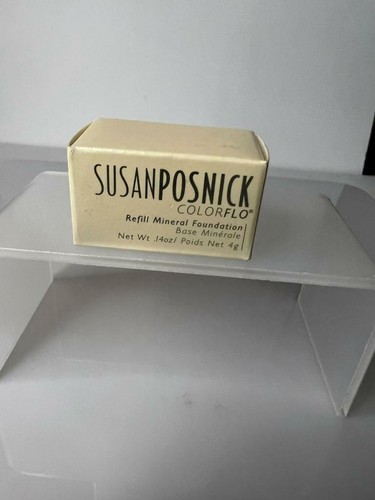 SUSANPOSNICK
COLORFLO®
Refill Mineral Foundation
Base Minérale
Net Wt .14oz/ Poids Net 4g